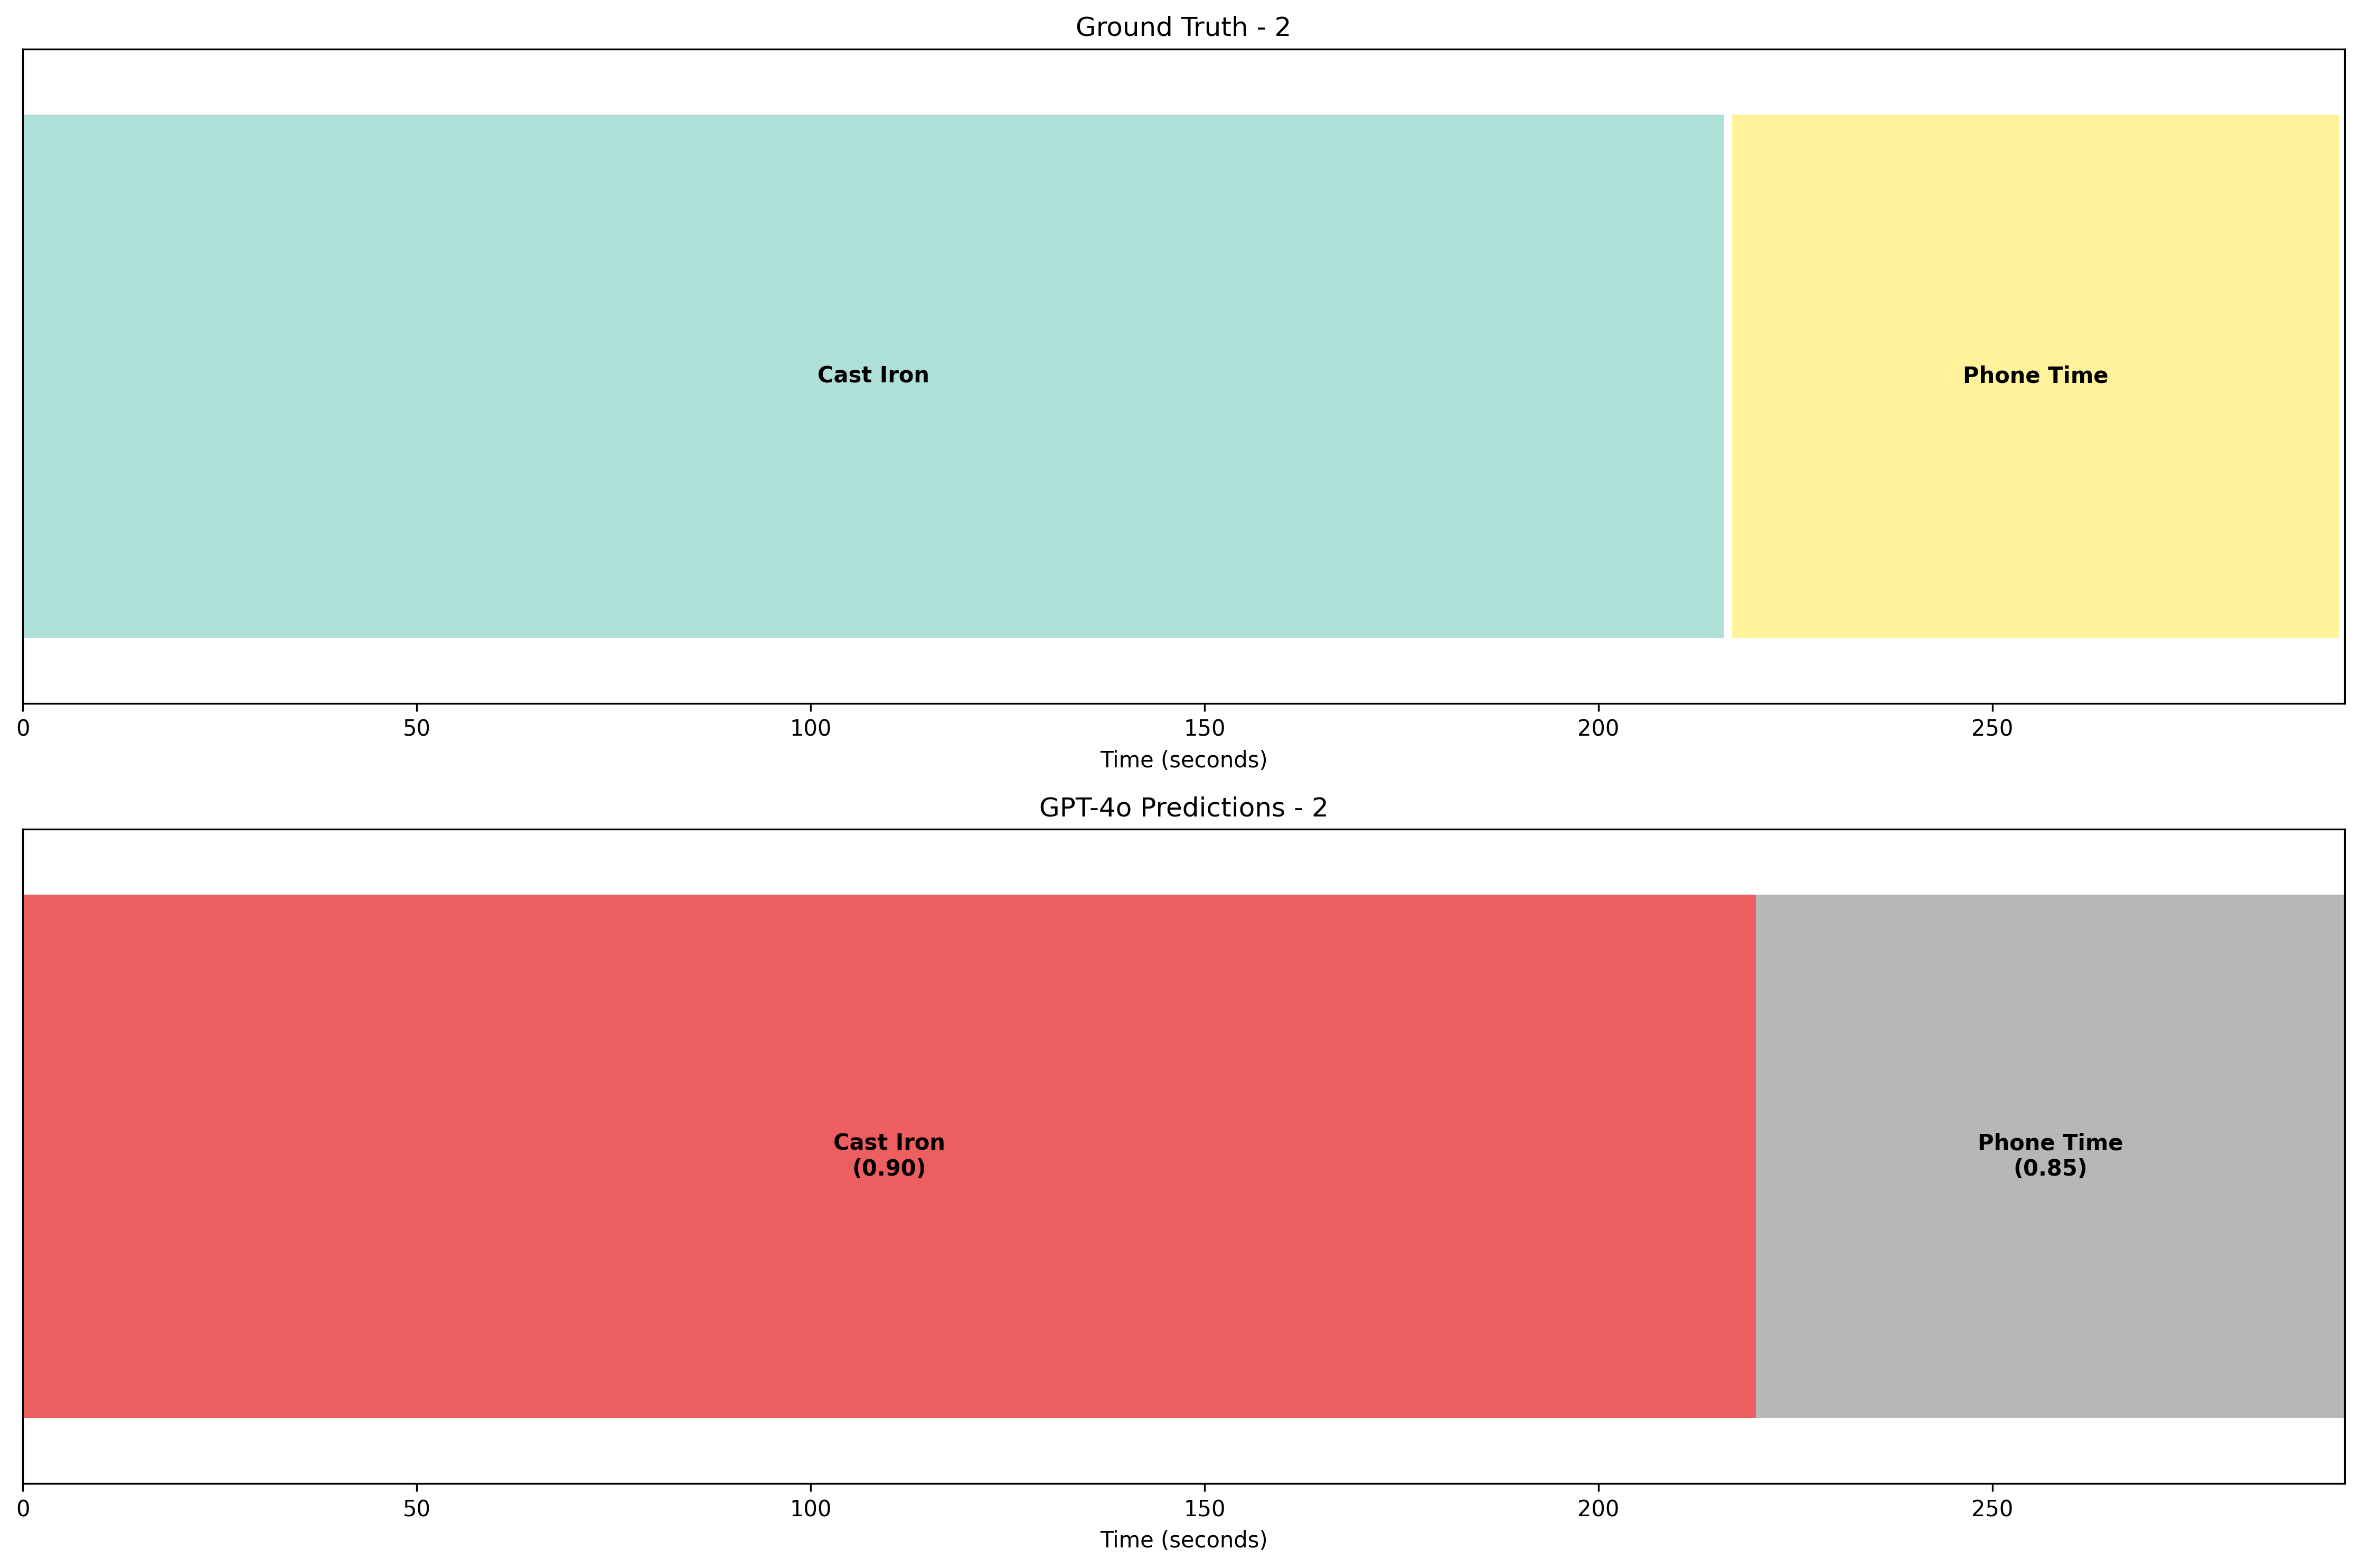 Ground Truth - 2
Cast Iron
Phone Time
0 50 100 150 200 250
Time (seconds)
GPT-4o Predictions - 2
Cast Iron
(0.90)
Phone Time
(0.85)
0 50 100 150 200 250
Time (seconds)